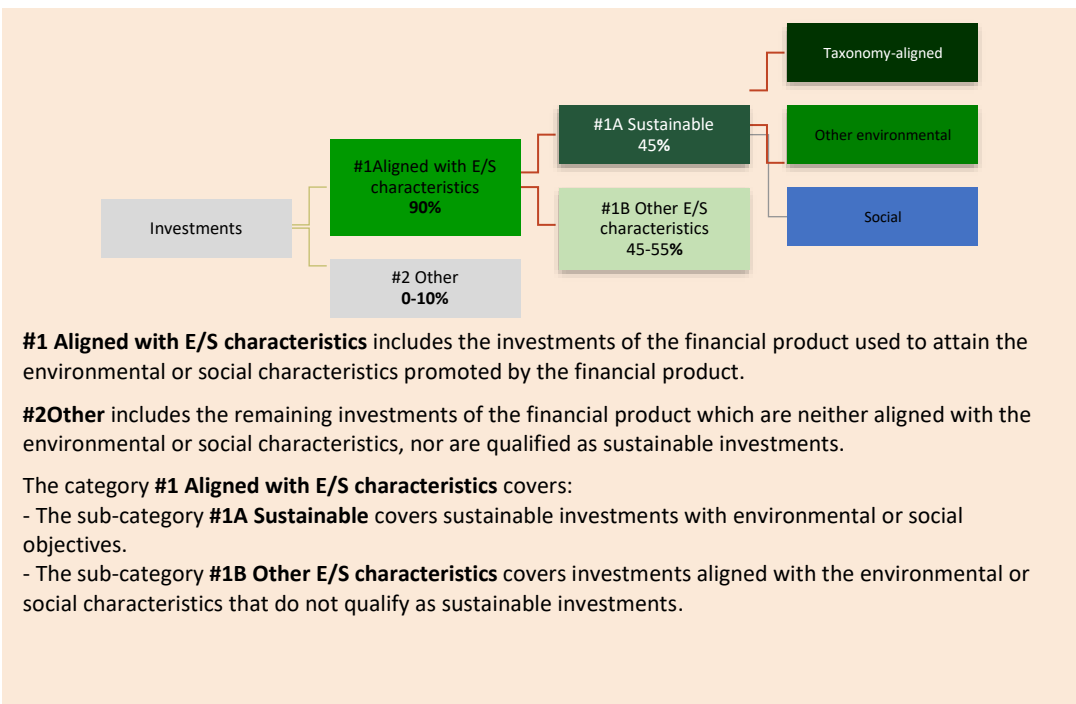 Taxonomy-aligned
#1A Sustainable
45%
Other environmental
#1Aligned with E/S
characteristics
90%
#1B Other E/S
characteristics
45-55%
Social
Investments
#2 Other
0-10%
#1 Aligned with E/S characteristics includes the investments of the financial product used to attain the
environmental or social characteristics promoted by the financial product.
#2Other includes the remaining investments of the financial product which are neither aligned with the
environmental or social characteristics, nor are qualified as sustainable investments.
The category #1 Aligned with E/S characteristics covers:
- The sub-category #1A Sustainable covers sustainable investments with environmental or social
objectives.
- The sub-category #1B Other E/S characteristics covers investments aligned with the environmental or
social characteristics that do not qualify as sustainable investments.